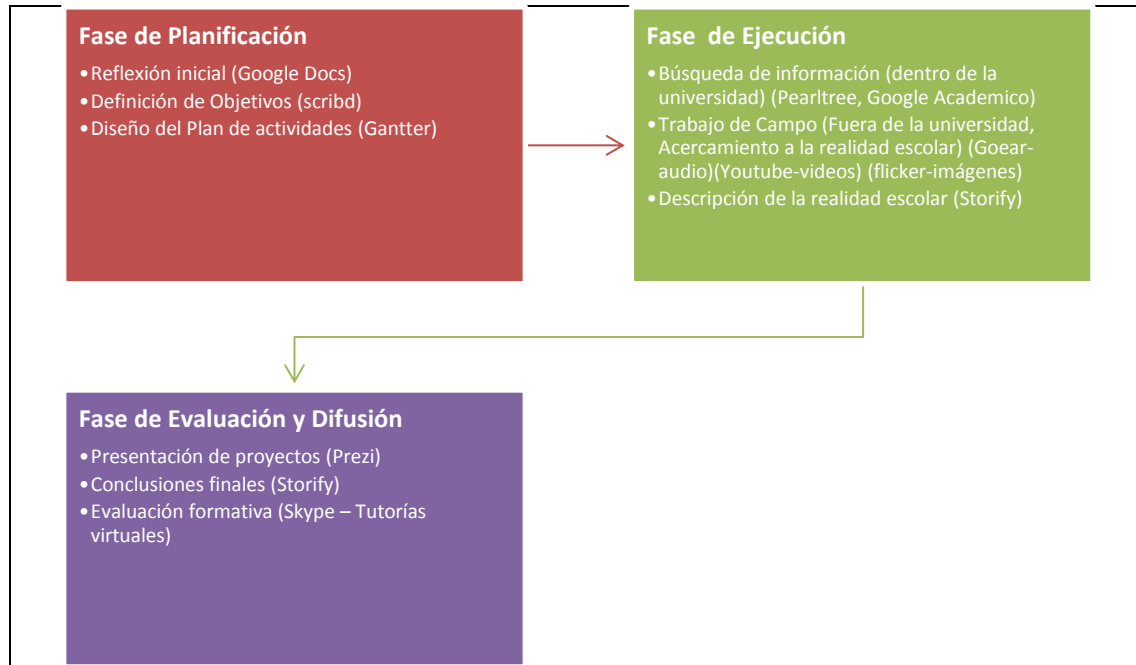 Fase de Planificación
•Reflexión inicial (Google Docs)
•Definición de Objetivos (scribd)
•Diseño del Plan de actividades (Gantter)
Fase  de Ejecución
•Búsqueda de información (dentro de la
universidad) (Pearltree, Google Academico)
•Trabajo de Campo (Fuera de la universidad,
Acercamiento a la realidad escolar) (Goear-
audio)(Youtube-videos) (flicker-imágenes)
•Descripción de la realidad escolar (Storify)
Fase de Evaluación y Difusión
•Presentación de proyectos (Prezi)
•Conclusiones finales (Storify)
•Evaluación formativa (Skype – Tutorías
virtuales)